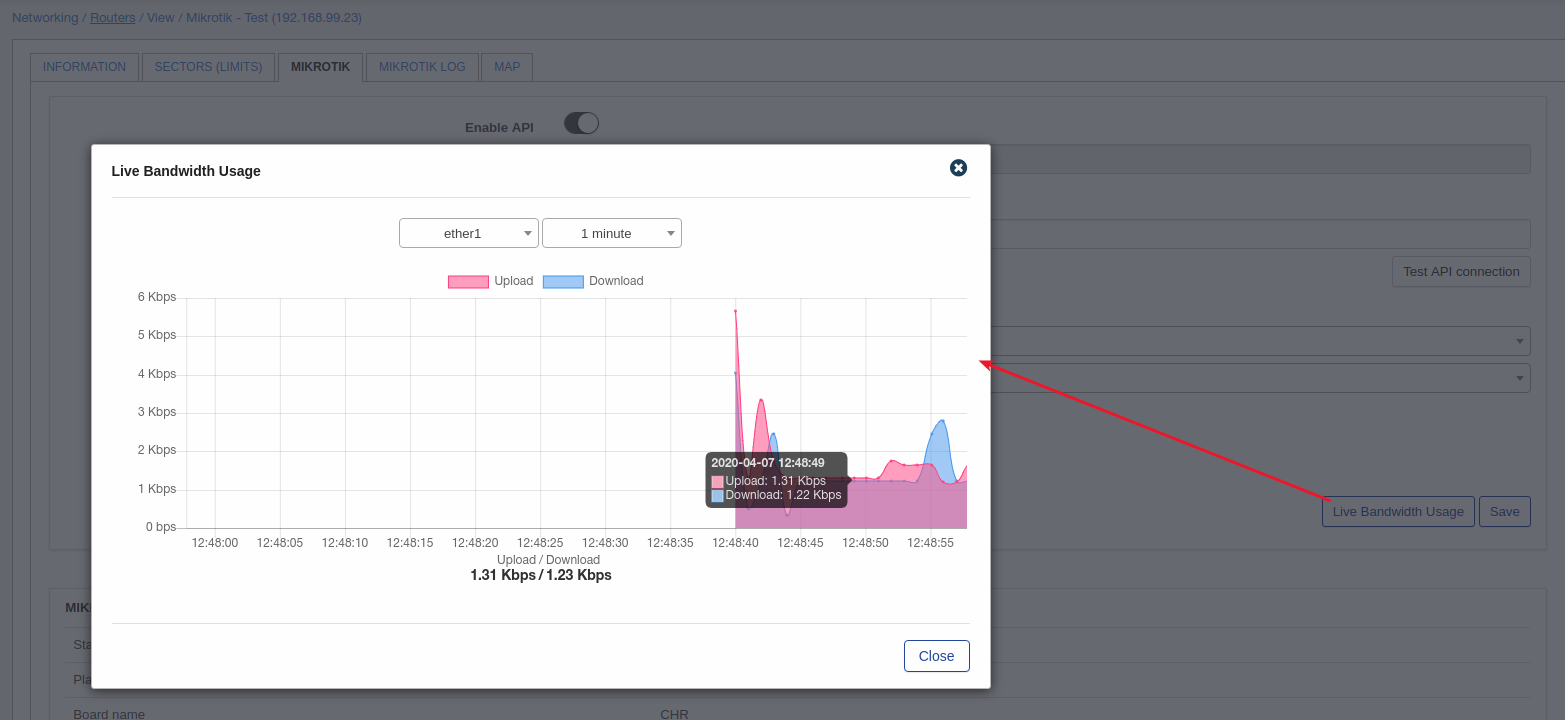 Networking / Routers / View / Mikrotik - Test (192.168.99.23)
INFORMATION SECTORS (LIMITS) MIKROTIK MIKROTIK LOG MAP
Enable API
Live Bandwidth Usage
ether1 1 minute
Test API connection
Upload Download
6 Kbps
5 Kbps
4 Kbps
3 Kbps
2 Kbps
1 Kbps
0 bps
2020-04-07 12:48:49
Upload: 1.31 Kbps
Download: 1.22 Kbps
12:48:00 12:48:05 12:48:10 12:48:15 12:48:20 12:48:25 12:48:30 12:48:35 12:48:40 12:48:45 12:48:50 12:48:55
Upload / Download
1.31 Kbps / 1.23 Kbps
Live Bandwidth Usage Save
Close
Board name CHR